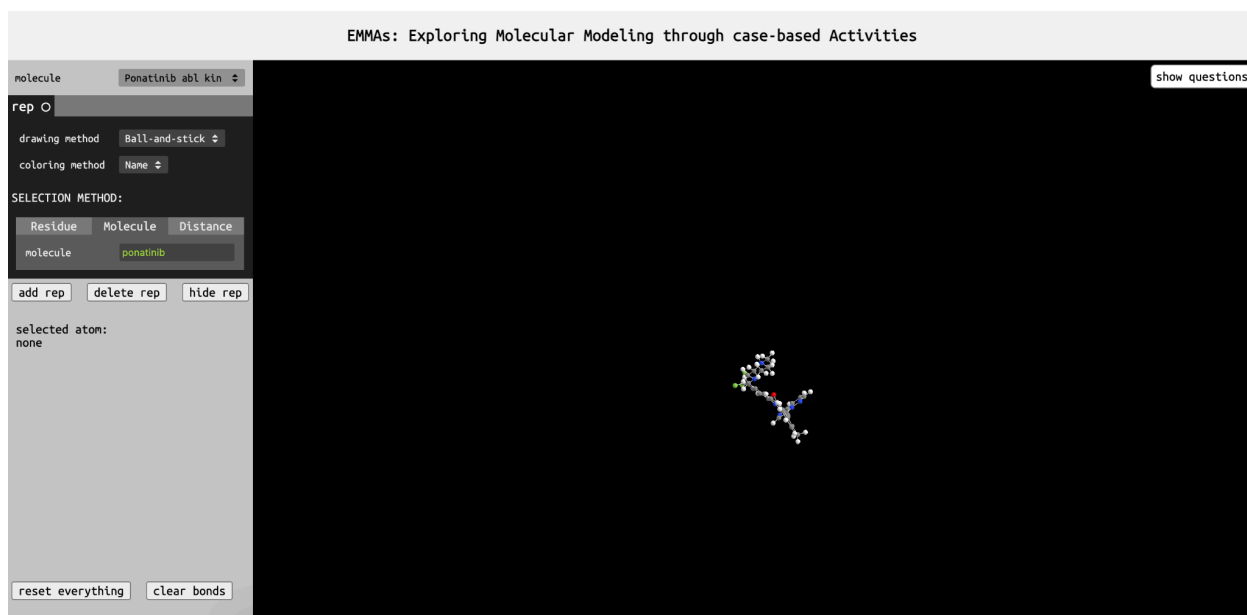 EMMAs: Exploring Molecular Modeling through case-based Activities
molecule Ponatinib abl kin
show questions
rep
drawing method Ball-and-stick
coloring method Name
SELECTION METHOD:
Residue Molecule Distance
molecule ponatinib
add rep delete rep hide rep
selected atom:
none
reset everything clear bonds